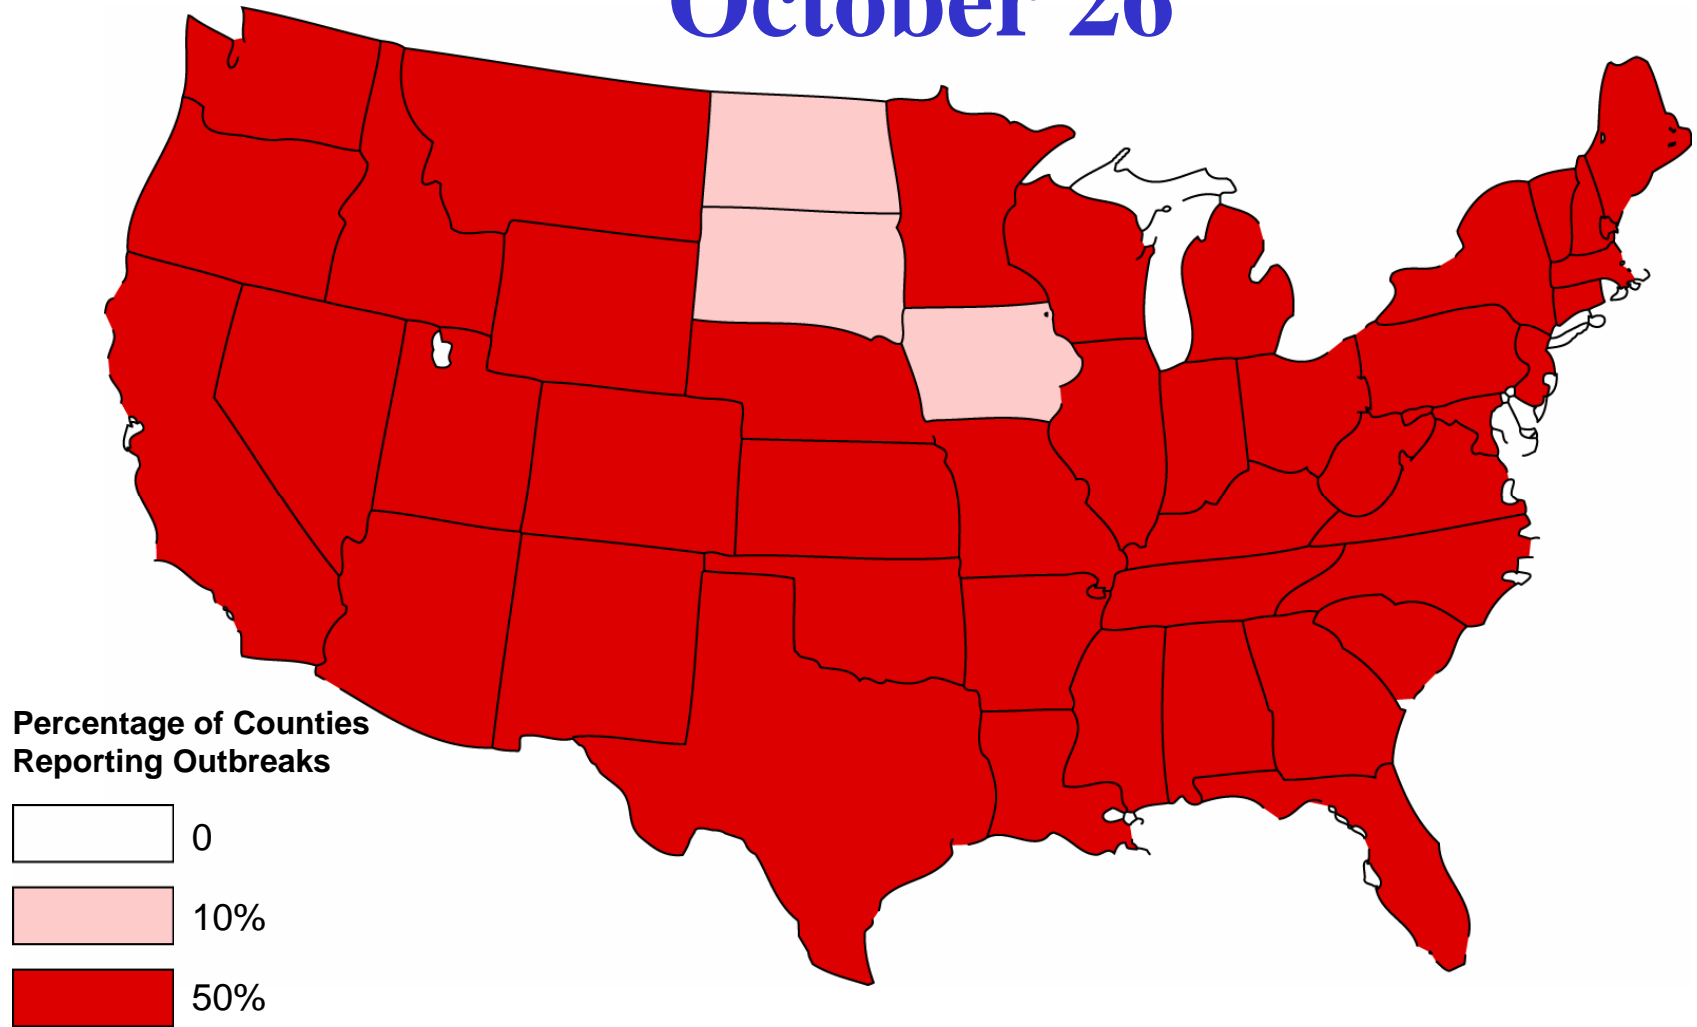 October 26
Percentage of Counties
Reporting Outbreaks
0
10%
50%